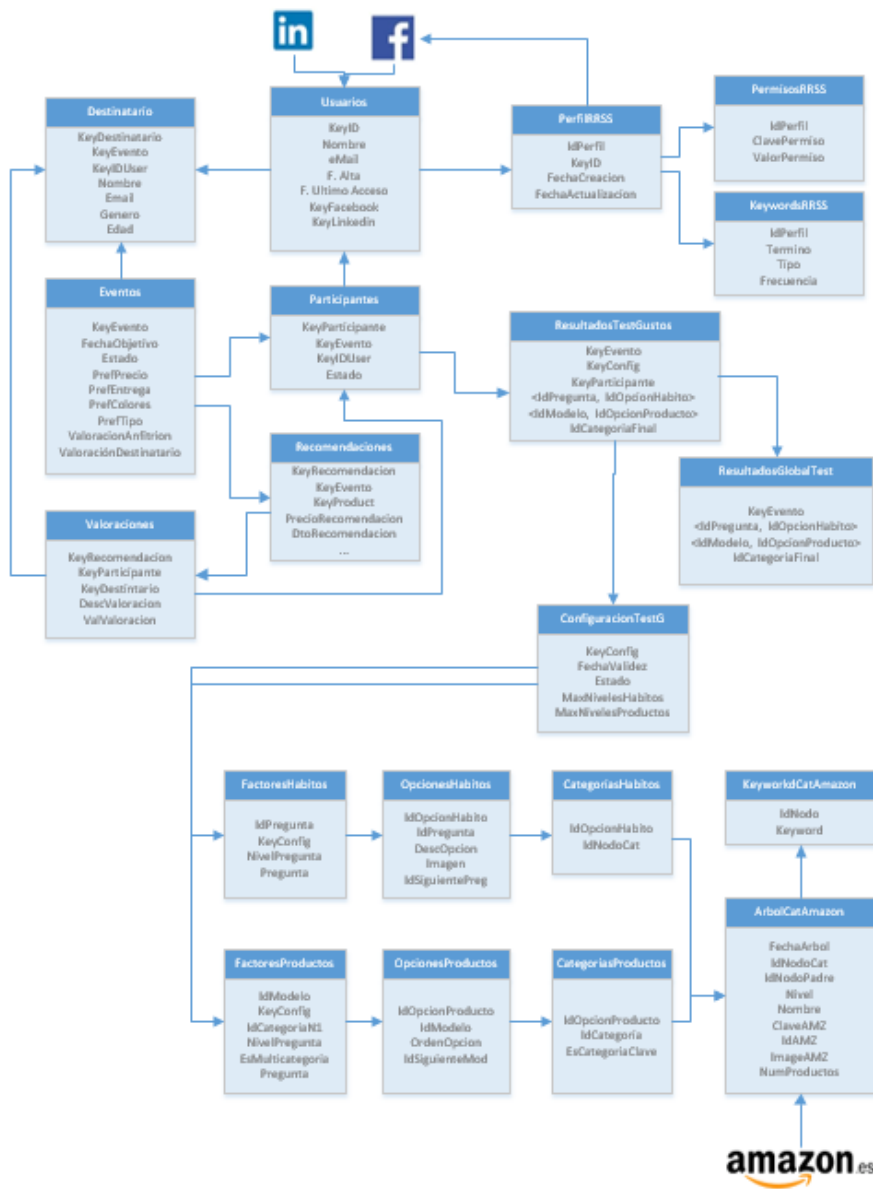 in
f
Usuarios
KeyID
Nombre
eMail
F. Alta
F. Ultimo Acceso
KeyFacebook
KeyLinkedin
Destinatario
KeyDestinatario
KeyEvento
KeyIDUser
Nombre
Email
Genero
Edad
PerfilRRSS
IdPerfil
KeyID
FechaCreacion
FechaActualizacion
PermisosRRSS
IdPerfil
ClavePermiso
ValorPermiso
KeywordsRRSS
IdPerfil
Termino
Tipo
Frecuencia
Eventos
KeyEvento
FechaObjetivo
Estado
PrefPrecio
PrefEntrega
PrefColores
PrefTipo
ValoracionAnfitrion
ValoraciónDestinatario
Participantes
KeyParticipante
KeyEvento
KeyIDUser
Estado
ResultadosTestGustos
KeyEvento
KeyConfig
KeyParticipante
<IdPregunta, IdOpcionHabito>
<IdModelo, IdOpcionProducto>
IdCategoriaFinal
Recomendaciones
KeyRecomendacion
KeyEvento
KeyProduct
PrecioRecomendacion
DtoRecomendacion
...
ResultadosGlobalTest
KeyEvento
<IdPregunta, IdOpcionHabito>
<IdModelo, IdOpcionProducto>
IdCategoriaFinal
Valoraciones
KeyRecomendacion
KeyParticipante
KeyDestintario
DescValoracion
ValValoracion
ConfiguracionTestG
KeyConfig
FechaValidez
Estado
MaxNivelesHabitos
MaxNivelesProductos
FactoresHabitos
IdPregunta
KeyConfig
NivelPregunta
Pregunta
OpcionesHabitos
IdOpcionHabito
IdPregunta
DescOpcion
Imagen
IdSiguientePreg
CategoriasHabitos
IdOpcionHabito
IdNodoCat
KeyworkdCatAmazon
IdNodo
Keyword
FactoresProductos
IdModelo
KeyConfig
IdCategoriaN1
NivelPregunta
EsMulticategoria
Pregunta
OpcionesProductos
IdOpcionProducto
IdModelo
OrdenOpcion
IdSiguienteMod
CategoriasProductos
IdOpcionProducto
IdCategoria
EsCategoriaClave
ArbolCatAmazon
FechaArbol
IdNodoCat
IdNodoPadre
Nivel
Nombre
ClaveAMZ
IdAMZ
ImageAMZ
NumProductos
amazon.es